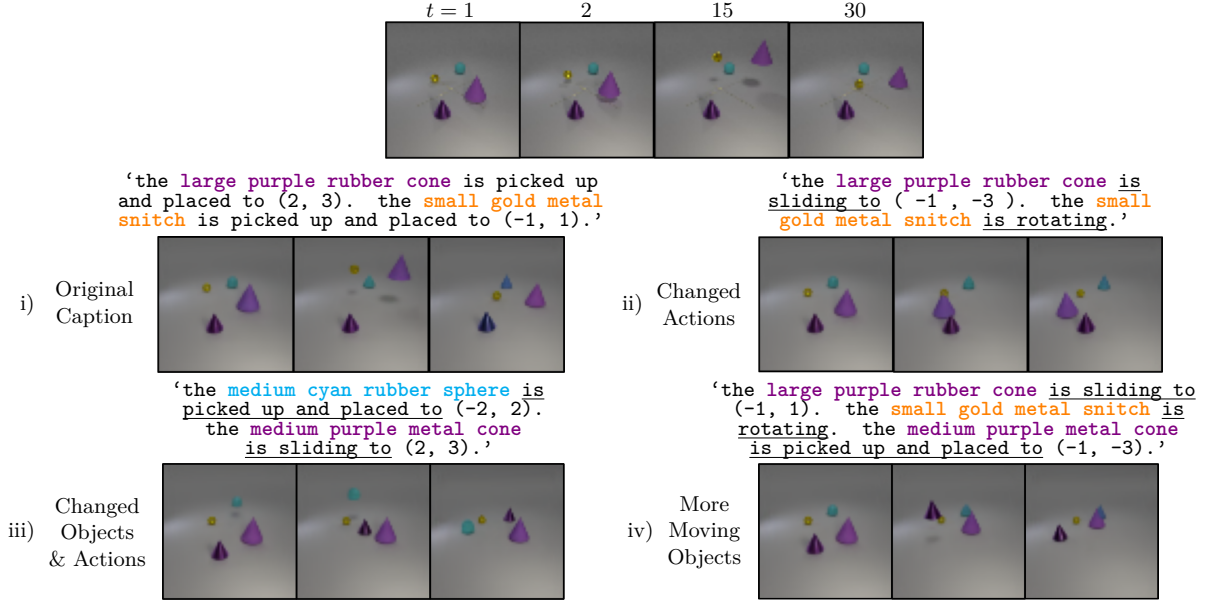 t = 1 2 15 30
‘the large purple rubber cone is picked up
and placed to (2, 3). the small gold metal
snitch is picked up and placed to (-1, 1).’
‘the large purple rubber cone is
sliding to ( -1 , -3 ). the small
gold metal snitch is rotating.’
i) Original
Caption
ii) Changed
Actions
‘the medium cyan rubber sphere is
picked up and placed to (-2, 2).
the medium purple metal cone
is sliding to (2, 3).’
‘the large purple rubber cone is sliding to
(-1, 1). the small gold metal snitch is
rotating. the medium purple metal cone
is picked up and placed to (-1, -3).’
iii) Changed
Objects
& Actions
iv) More
Moving
Objects